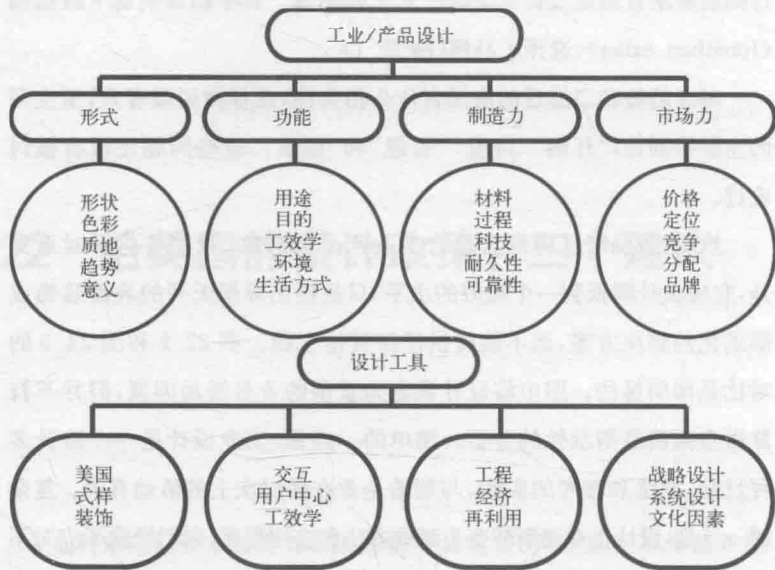 工业/产品设计
形式
功能
制造力
市场力
形状
色彩
质地
趋势
意义
用途
目的
工效学
环境
生活方式
材料
过程
科技
耐久性
可靠性
价格
定位
竞争
分配
品牌
设计工具
美国
式样
装饰
交互
用户中心
工效学
工程
经济
再利用
战略设计
系统设计
文化因素